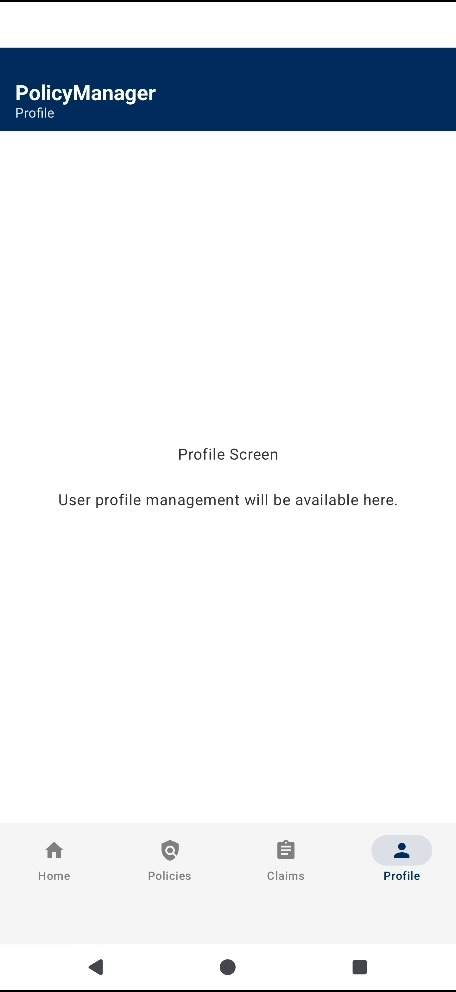 PolicyManager
Profile
Profile Screen
User profile management will be available here.
Home
Policies
Claims
Profile